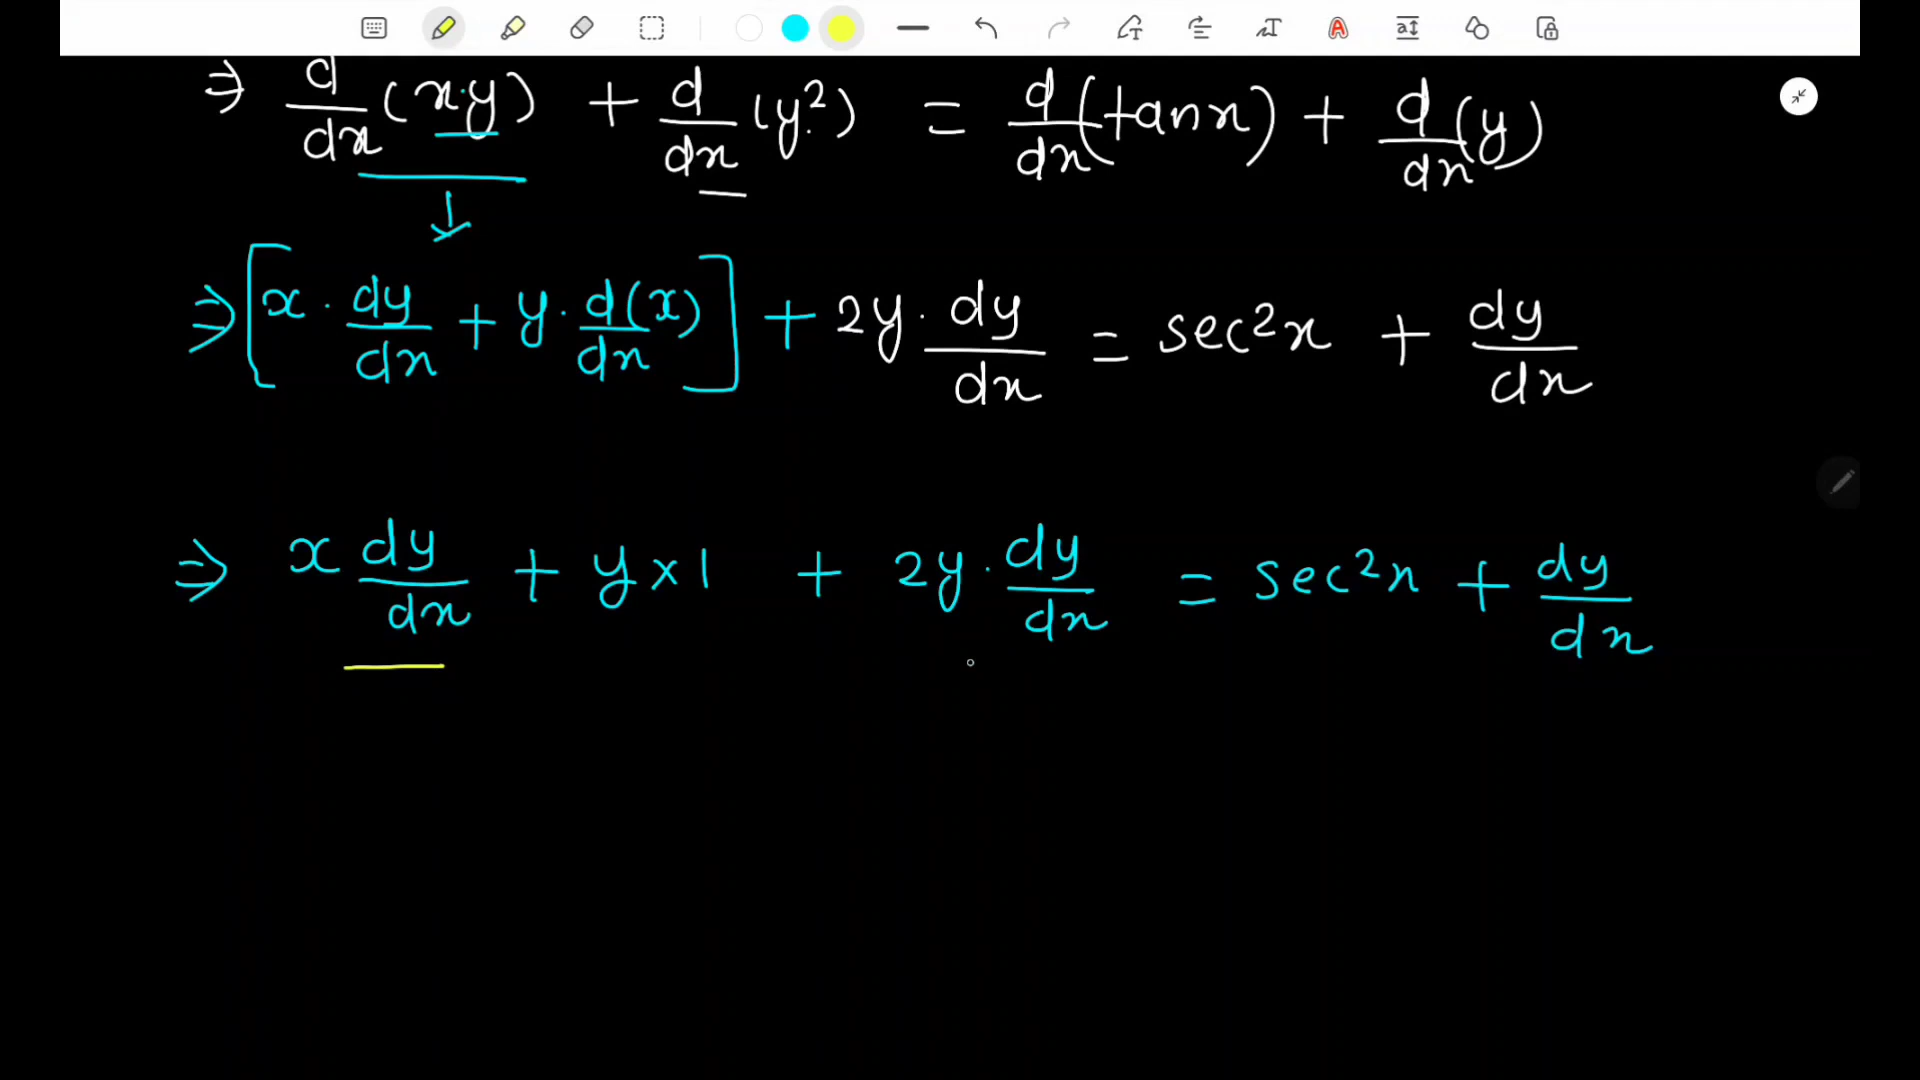 ⇒ d/dx (x·y) + d/dx (y²) = d/dx (tan x) + d/dx (y)
⇒ [x · dy/dx + y · d(x)/dx] + 2y · dy/dx = sec²x + dy/dx
⇒ x dy/dx + y×1 + 2y · dy/dx = sec²x + dy/dx